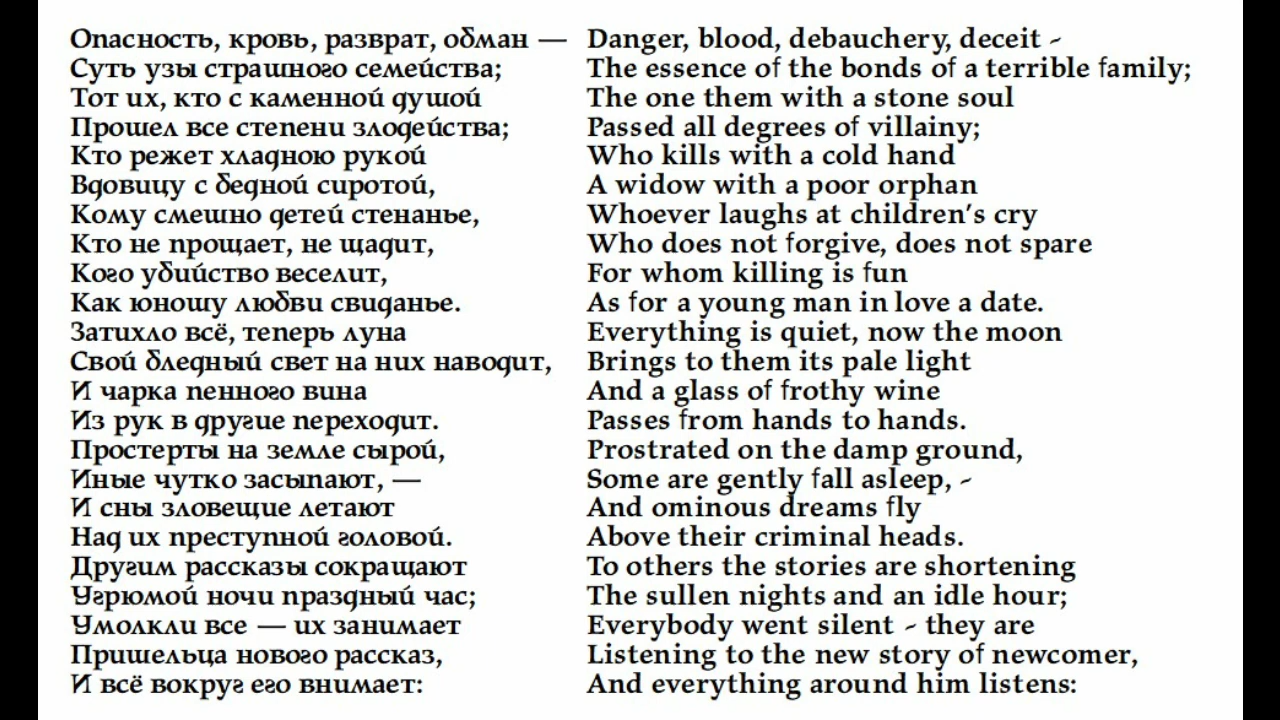 Опасность, кровь, разврат, обман —
Суть узы страшного семейства;
Тот их, кто с каменной душой
Прошел все степени злодейства;
Кто режет хладною рукой
Вдовицу с бедной сиротой,
Кому смешно детей стенанье,
Кто не прощает, не щадит,
Кого убийство веселит,
Как юношу любви свиданье.
Затихло всё, теперь луна
Свой бледный свет на них наводит,
И чарка пенного вина
Из рук в другие переходит.
Простерты на земле сырой,
Иные чутко засыпают, —
И сны зловещие летают
Над их преступной головой.
Другим рассказы сокращают
Угрюмой ночи праздный час;
Умолкли все — их занимает
Пришельца нового рассказ,
И всё вокруг его внимает:
Danger, blood, debauchery, deceit -
The essence of the bonds of a terrible family;
The one them with a stone soul
Passed all degrees of villainy;
Who kills with a cold hand
A widow with a poor orphan
Whoever laughs at children's cry
Who does not forgive, does not spare
For whom killing is fun
As for a young man in love a date.
Everything is quiet, now the moon
Brings to them its pale light
And a glass of frothy wine
Passes from hands to hands.
Prostrated on the damp ground,
Some are gently fall asleep, -
And ominous dreams fly
Above their criminal heads.
To others the stories are shortening
The sullen nights and an idle hour;
Everybody went silent - they are
Listening to the new story of newcomer,
And everything around him listens: